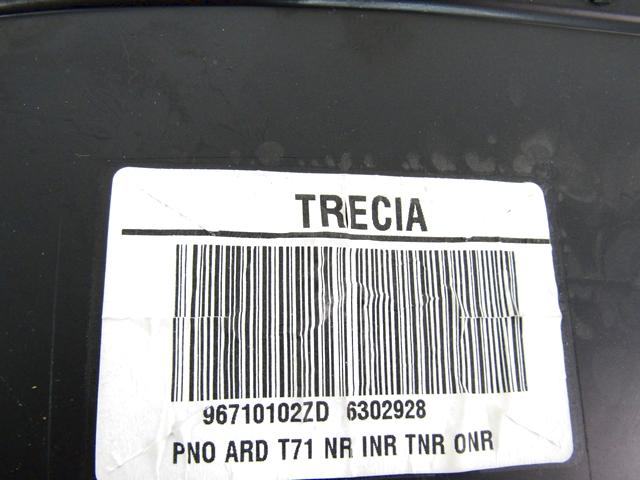 TRECIA
96710102ZD 6302928
PNO ARD T71 NR INR TNR ONR